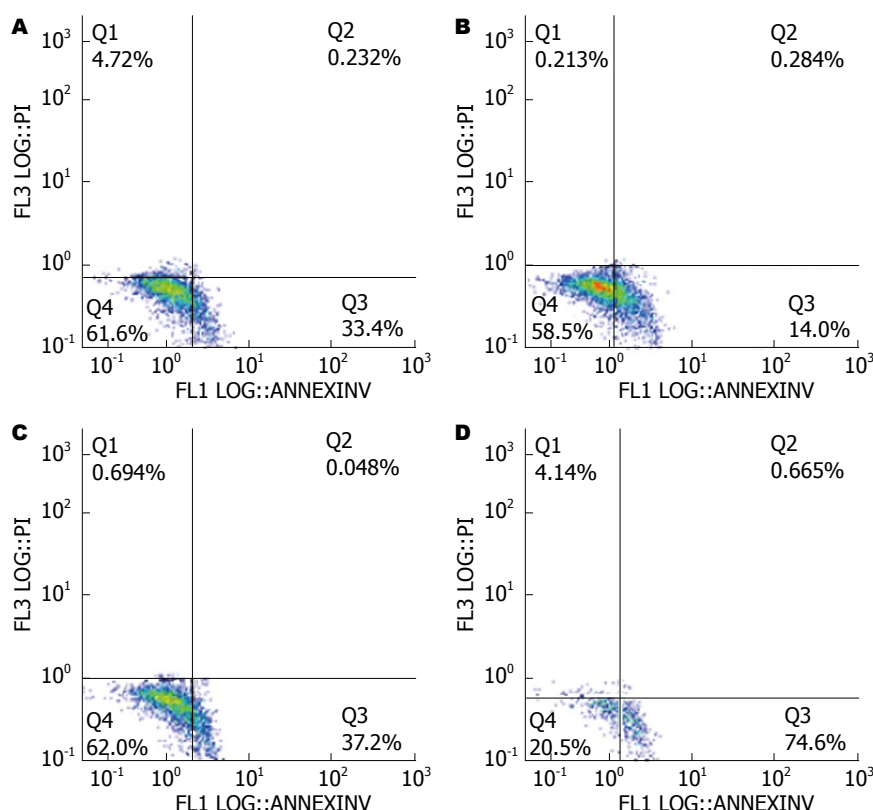 A
Q1
4.72%
Q2
0.232%
10³
10²
10¹
10⁰
10⁻¹
FL3 LOG::PI
Q4
61.6%
Q3
33.4%
10⁻¹ 10⁰ 10¹ 10² 10³
FL1 LOG::ANNEXINV
B
Q1
0.213%
Q2
0.284%
10³
10²
10¹
10⁰
10⁻¹
FL3 LOG::PI
Q4
58.5%
Q3
14.0%
10⁻¹ 10⁰ 10¹ 10² 10³
FL1 LOG::ANNEXINV
C
Q1
0.694%
Q2
0.048%
10³
10²
10¹
10⁰
10⁻¹
FL3 LOG::PI
Q4
62.0%
Q3
37.2%
10⁻¹ 10⁰ 10¹ 10² 10³
FL1 LOG::ANNEXINV
D
Q1
4.14%
Q2
0.665%
10³
10²
10¹
10⁰
10⁻¹
FL3 LOG::PI
Q4
20.5%
Q3
74.6%
10⁻¹ 10⁰ 10¹ 10² 10³
FL1 LOG::ANNEXINV